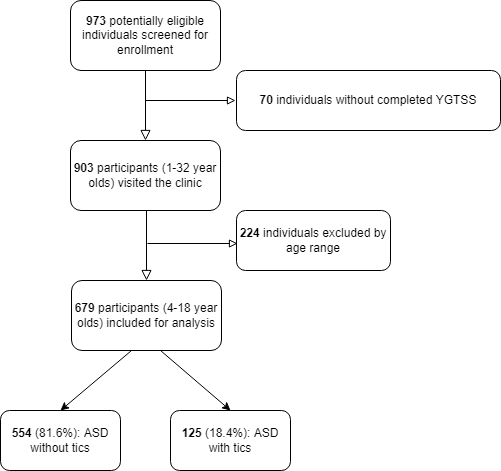 973 potentially eligible
individuals screened for
enrollment
70 individuals without completed YGTSS
903 participants (1-32 year
olds) visited the clinic
224 individuals excluded by
age range
679 participants (4-18 year
olds) included for analysis
554 (81.6%): ASD
without tics
125 (18.4%): ASD
with tics